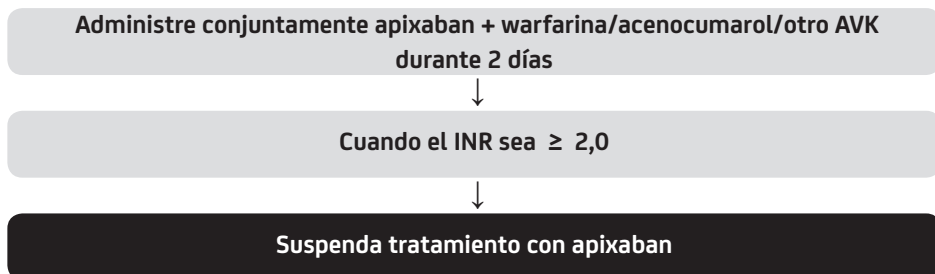 Administre conjuntamente apixaban + warfarina/acenocumarol/otro AVK
durante 2 días
↓
Cuando el INR sea ≥ 2,0
↓
Suspenda tratamiento con apixaban